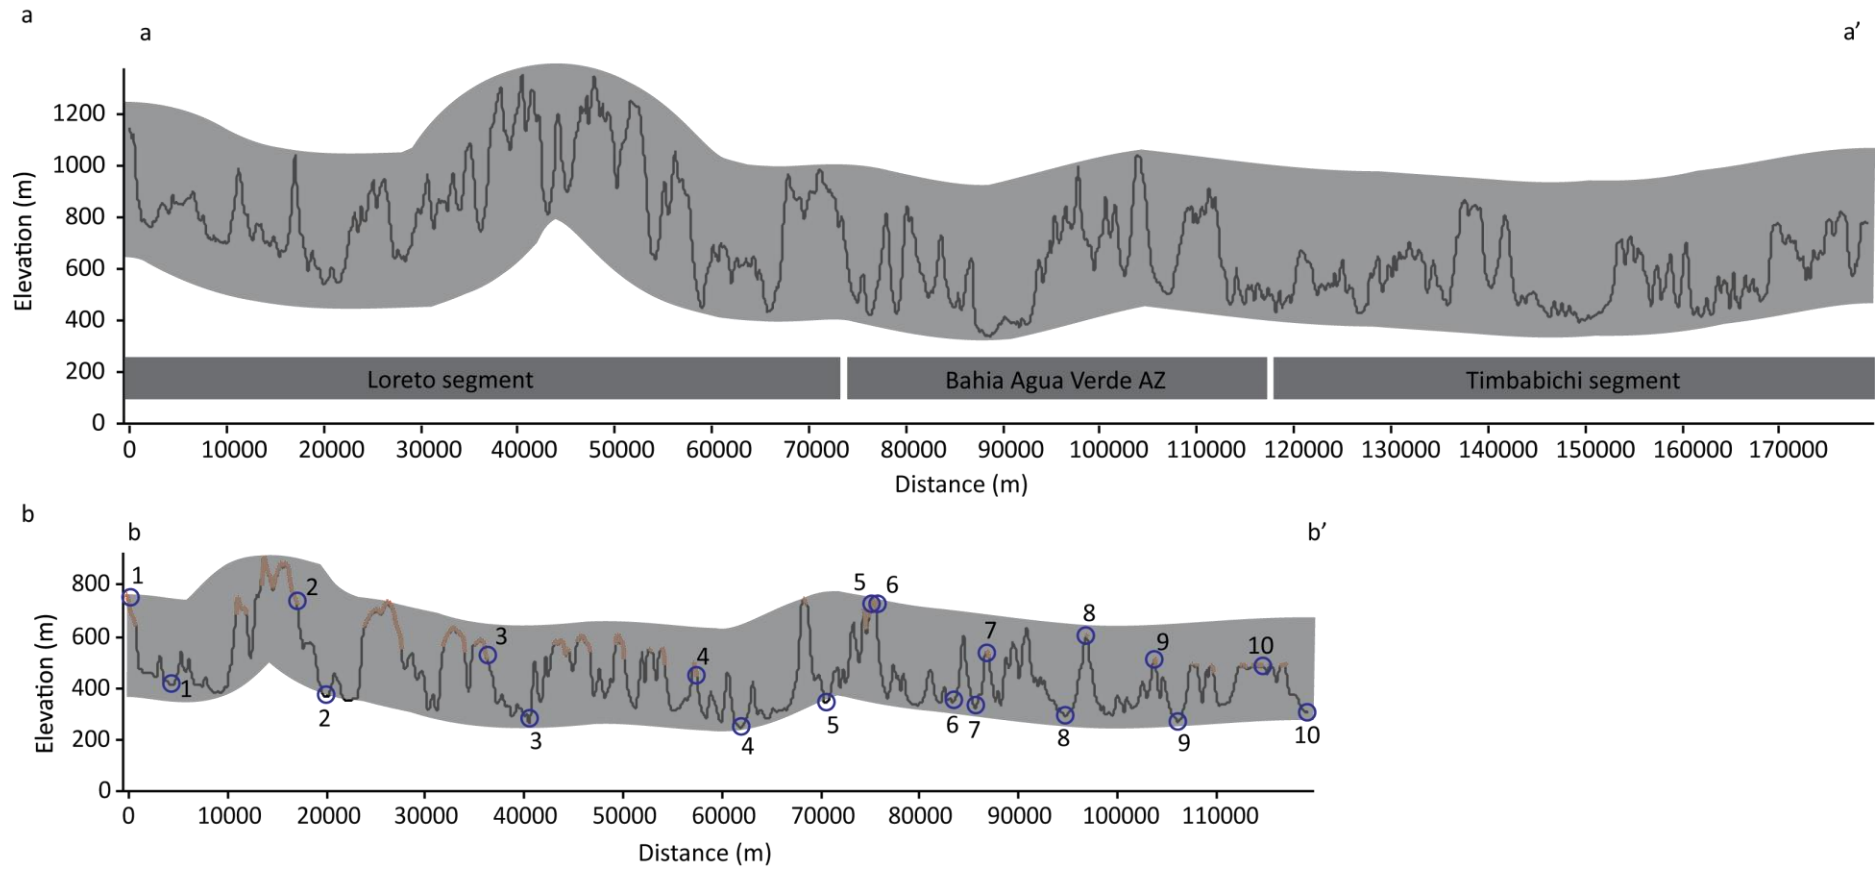 a
a a’
1200
1000
800
600
400
200
0
Elevation (m)
Loreto segment Bahia Agua Verde AZ Timbabichi segment
0 10000 20000 30000 40000 50000 60000 70000 80000 90000 100000 110000 120000 130000 140000 150000 160000 170000
Distance (m)
b
b b’
800
600
400
200
0
Elevation (m)
1 2 3 4 5 6 7 8 9 10
1 2 3 4 5 6 7 8 9 10
0 10000 20000 30000 40000 50000 60000 70000 80000 90000 100000 110000
Distance (m)